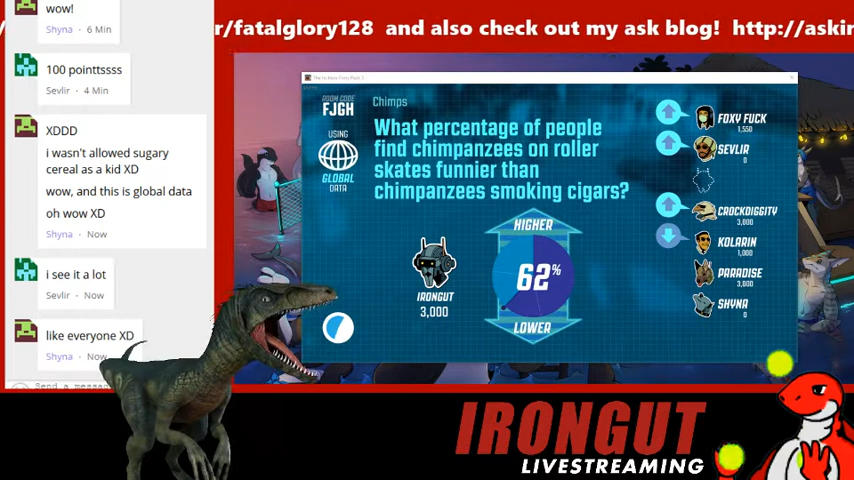 r/fatalglory128 and also check out my ask blog! http://askir
wow!
Shyna • 6 Min
100 pointtssss
Sevlir • 4 Min
XDDD
i wasn't allowed sugary
cereal as a kid XD
wow, and this is global data
oh wow XD
Shyna • Now
i see it a lot
Sevlir • Now
like everyone XD
Shyna • Now
Send a messa
ROOM CODE
FJGH
USING
GLOBAL
DATA
Chimps
What percentage of people
find chimpanzees on roller
skates funnier than
chimpanzees smoking cigars?
IRONGUT
3,000
HIGHER
62%
LOWER
FOXY FUCK
1,550
SEVLIR
0
CROCKDIGGITY
3,000
KOLARIN
1,000
PARADISE
3,000
SHYNA
0
IRONGUT
LIVESTREAMING